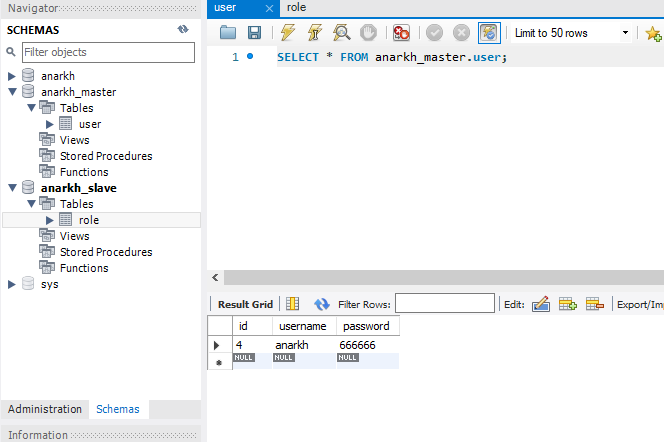 Navigator
SCHEMAS
Filter objects
anarkh
anarkh_master
Tables
user
Views
Stored Procedures
Functions
anarkh_slave
Tables
role
Views
Stored Procedures
Functions
sys
Administration Schemas
Information
user role
Limit to 50 rows
1 SELECT * FROM anarkh_master.user;
Result Grid Filter Rows: Edit: Export/Imp
id username password
4 anarkh 666666
NULL NULL NULL